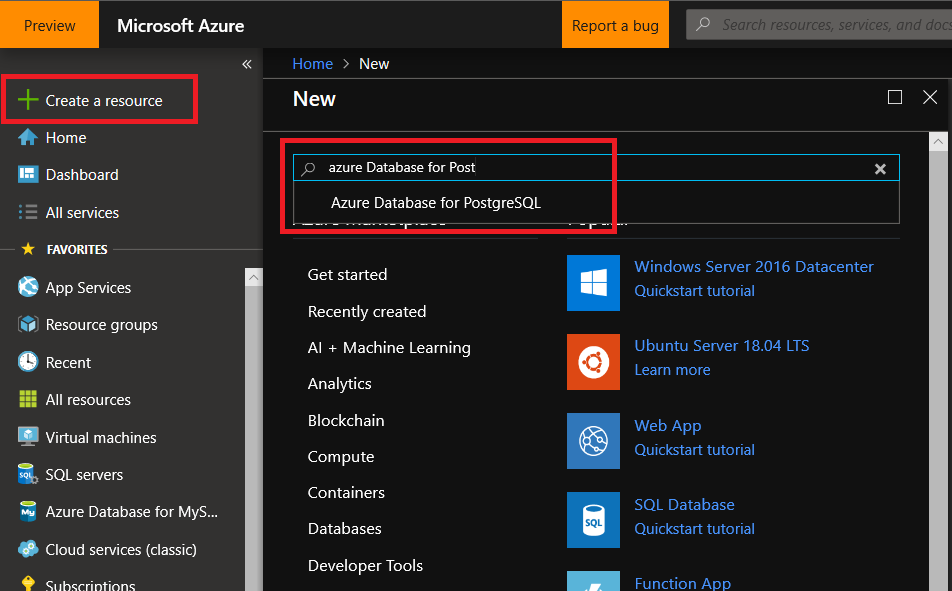 Preview
Microsoft Azure
Report a bug
Search resources, services, and docs
«
Create a resource
Home
Dashboard
All services
FAVORITES
App Services
Resource groups
Recent
All resources
Virtual machines
SQL servers
Azure Database for MyS...
Cloud services (classic)
Subscriptions
Home > New
New
azure Database for Post
Azure Database for PostgreSQL
Get started
Recently created
AI + Machine Learning
Analytics
Blockchain
Compute
Containers
Databases
Developer Tools
Windows Server 2016 Datacenter
Quickstart tutorial
Ubuntu Server 18.04 LTS
Learn more
Web App
Quickstart tutorial
SQL
SQL Database
Quickstart tutorial
Function App